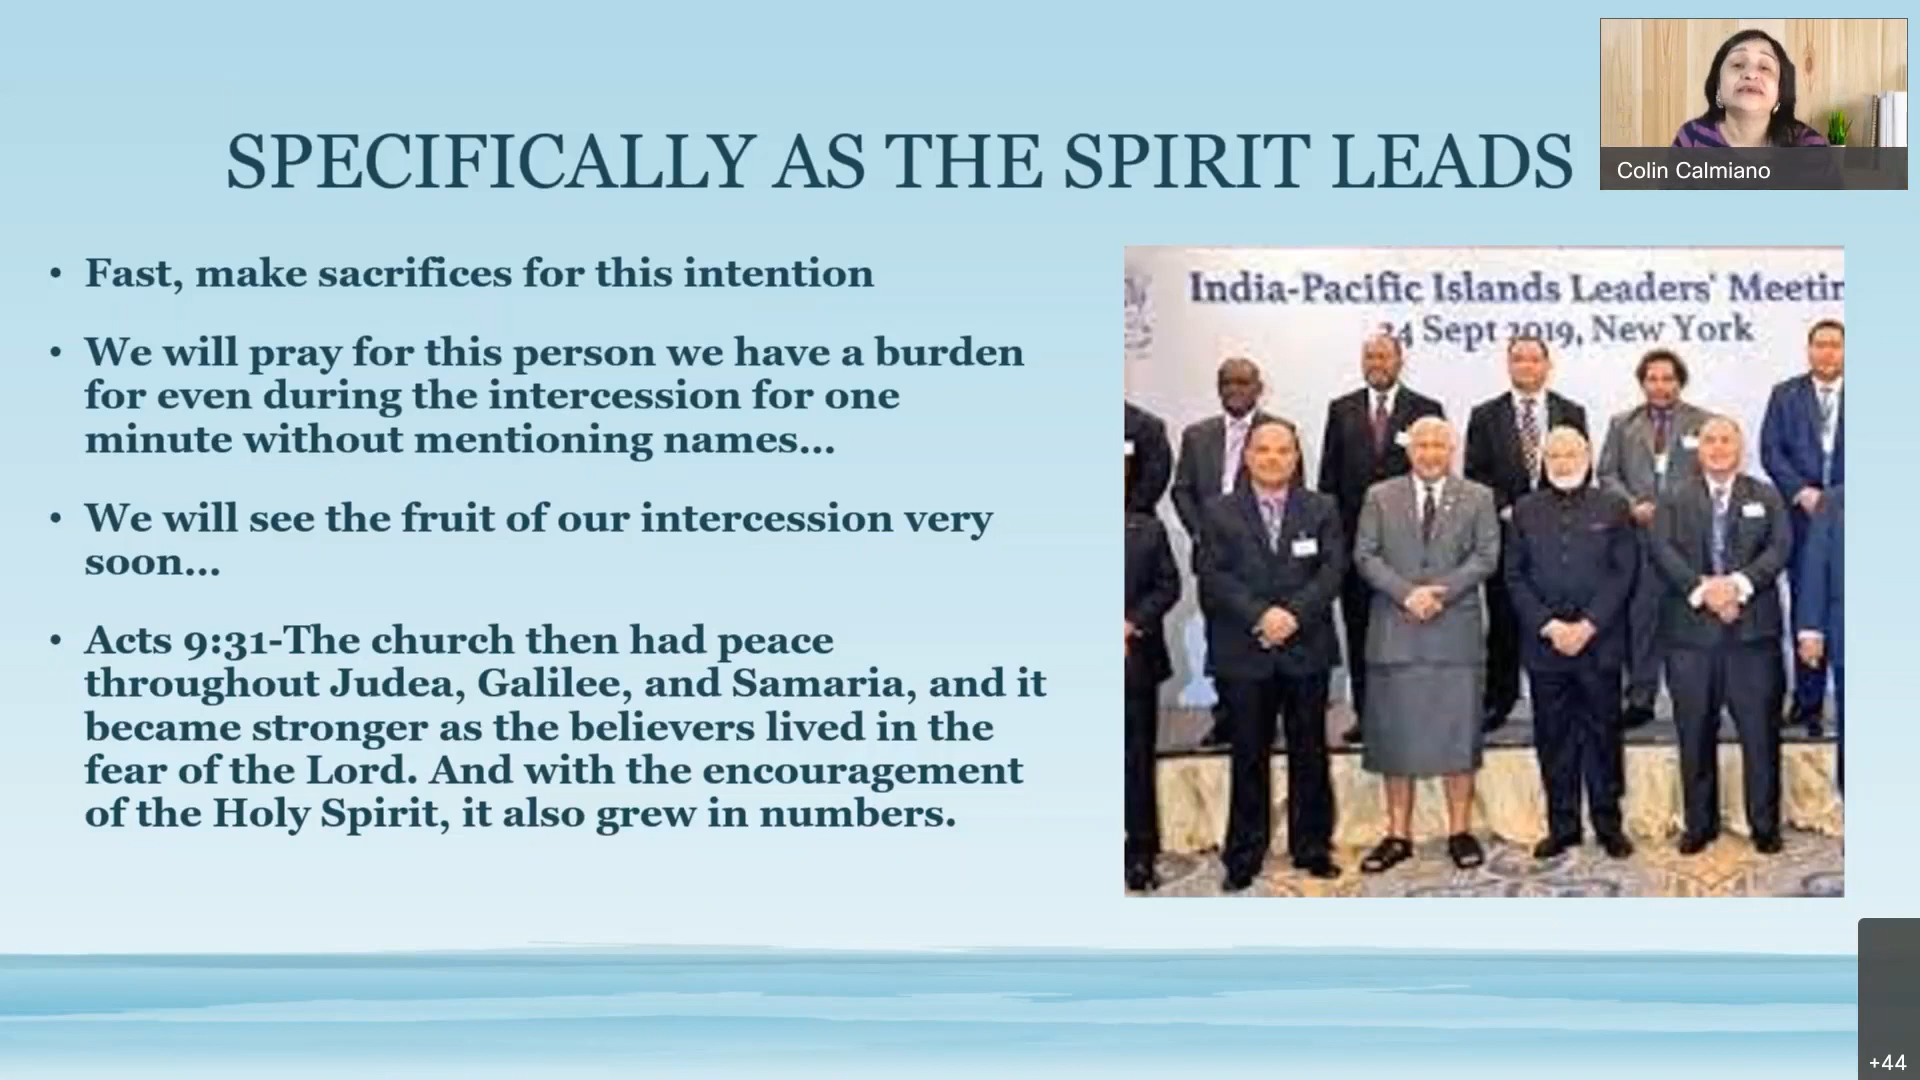 SPECIFICALLY AS THE SPIRIT LEADS
Colin Calmiano
• Fast, make sacrifices for this intention
• We will pray for this person we have a burden
for even during the intercession for one
minute without mentioning names...
• We will see the fruit of our intercession very
soon...
• Acts 9:31-The church then had peace
throughout Judea, Galilee, and Samaria, and it
became stronger as the believers lived in the
fear of the Lord. And with the encouragement
of the Holy Spirit, it also grew in numbers.
India-Pacific Islands Leaders' Meetin
24 Sept 2019, New York
+44